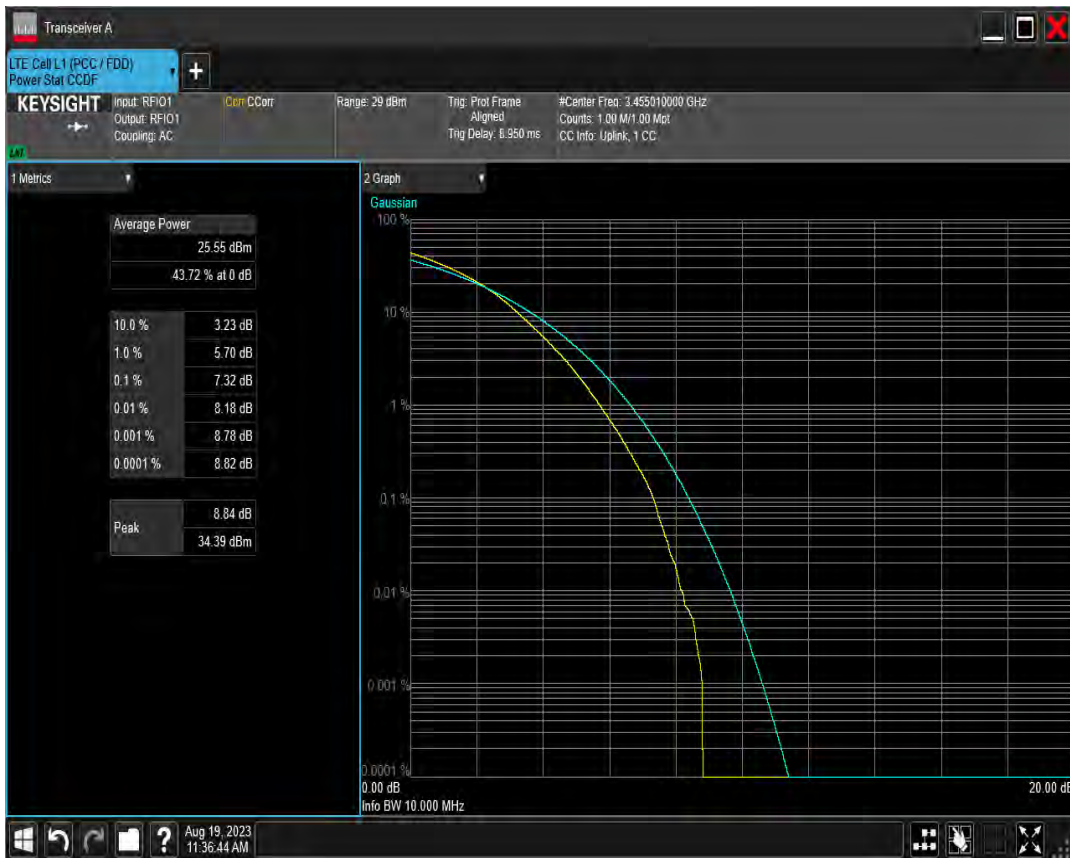 Transceiver A
LTE Cell L1 (PCC / FDD)
Power Stat CCDF
+
KEYSIGHT
Input: RFIO1
Output: RFIO1
Coupling: AC
Corr CCorr
Range: 29 dBm
Trig: Prot Frame
Aligned
Trig Delay: 8.950 ms
#Center Freq: 3.455010000 GHz
Counts: 1.00 M/1.00 Mpt
CC Info: Uplink, 1 CC
1 Metrics
Average Power
25.55 dBm
43.72 % at 0 dB
10.0 % 3.23 dB
1.0 % 5.70 dB
0.1 % 7.32 dB
0.01 % 8.18 dB
0.001 % 8.78 dB
0.0001 % 8.82 dB
Peak
8.84 dB
34.39 dBm
2 Graph
Gaussian
100 %
10 %
1 %
0.1 %
0.01 %
0.001 %
0.0001 %
0.00 dB
20.00 dB
Info BW 10.000 MHz
?
Aug 19, 2023
11:36:44 AM